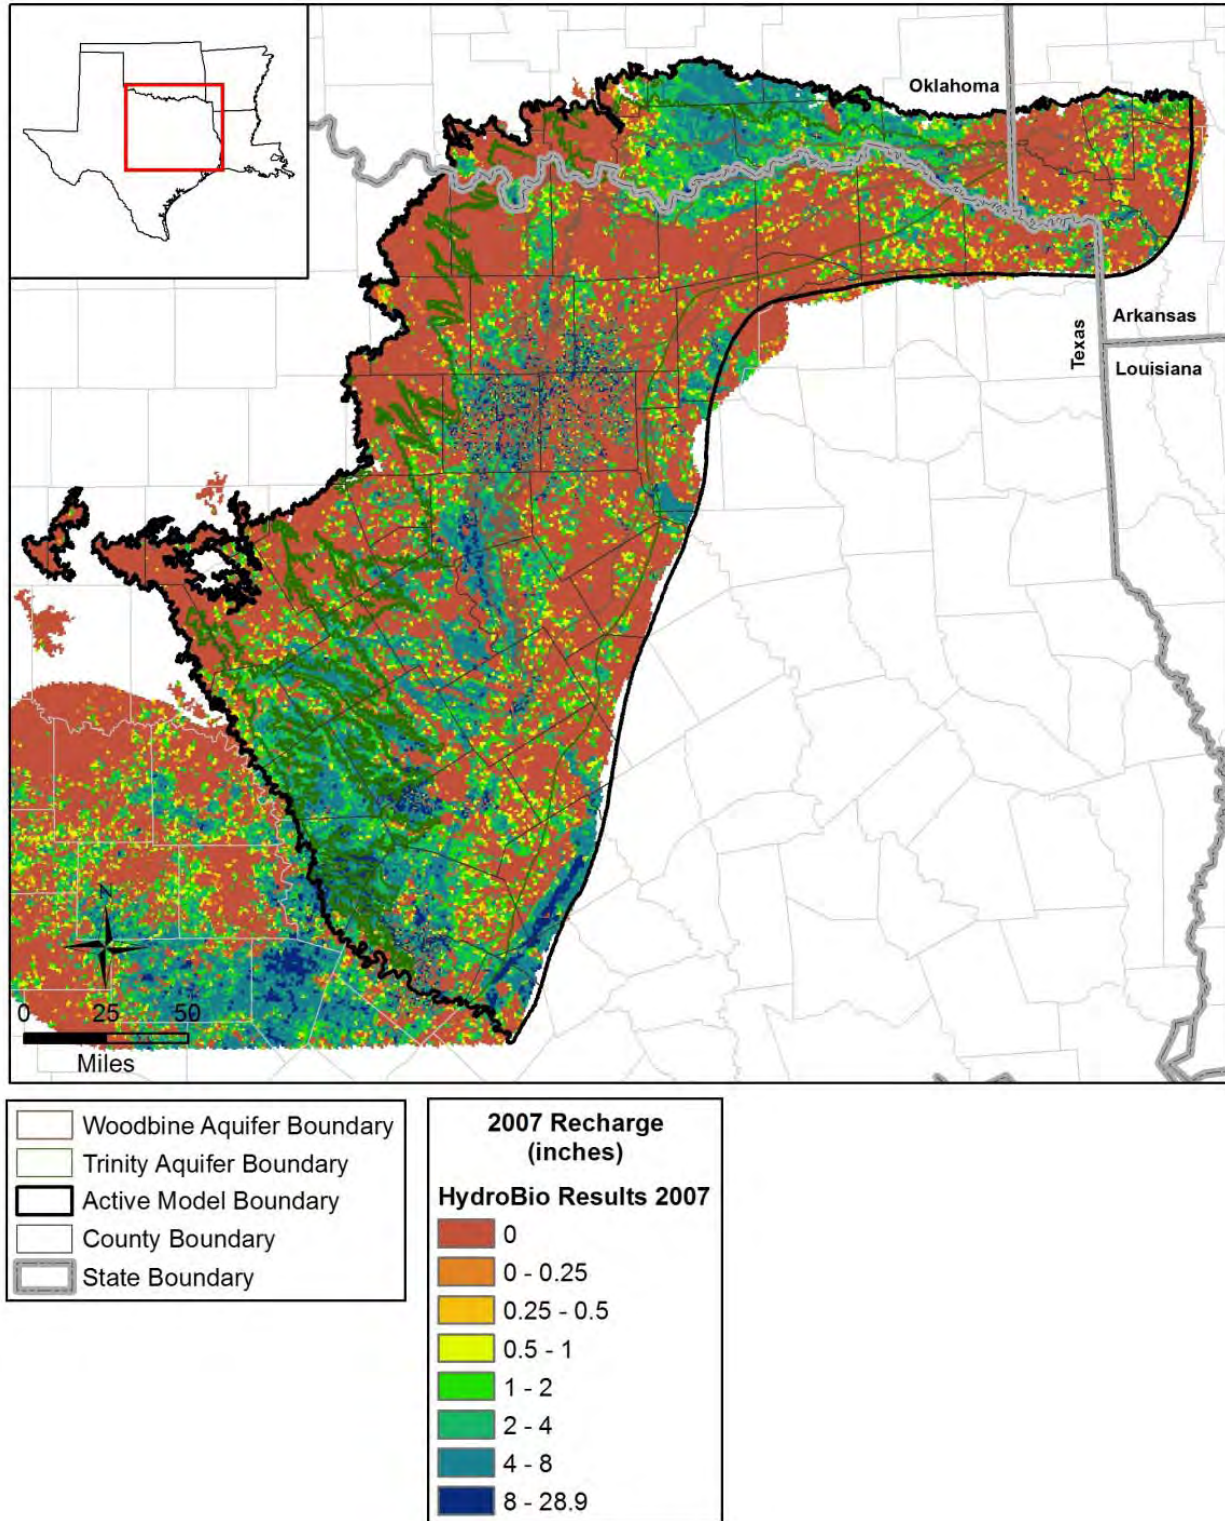 Oklahoma
Texas
Arkansas
Louisiana
N
0 25 50
Miles
Woodbine Aquifer Boundary
Trinity Aquifer Boundary
Active Model Boundary
County Boundary
State Boundary
2007 Recharge
(inches)
HydroBio Results 2007
0
0 - 0.25
0.25 - 0.5
0.5 - 1
1 - 2
2 - 4
4 - 8
8 - 28.9